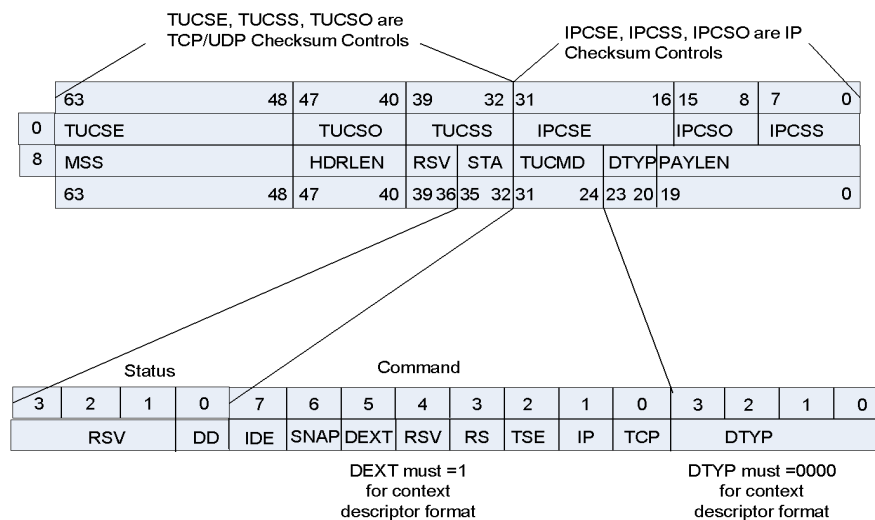 TUCSE, TUCSS, TUCSO are
TCP/UDP Checksum Controls
IPCSE, IPCSS, IPCSO are IP
Checksum Controls
63 48 47 40 39 32 31 16 15 8 7 0
0 TUCSE TUCSO TUCSS IPCSE IPCSO IPCSS
8 MSS HDRLEN RSV STA TUCMD DTYP PAYLEN
63 48 47 40 39 36 35 32 31 24 23 20 19 0
Status Command
3 2 1 0 7 6 5 4 3 2 1 0 3 2 1 0
RSV DD IDE SNAP DEXT RSV RS TSE IP TCP DTYP
DEXT must =1
for context
descriptor format
DTYP must =0000
for context
descriptor format